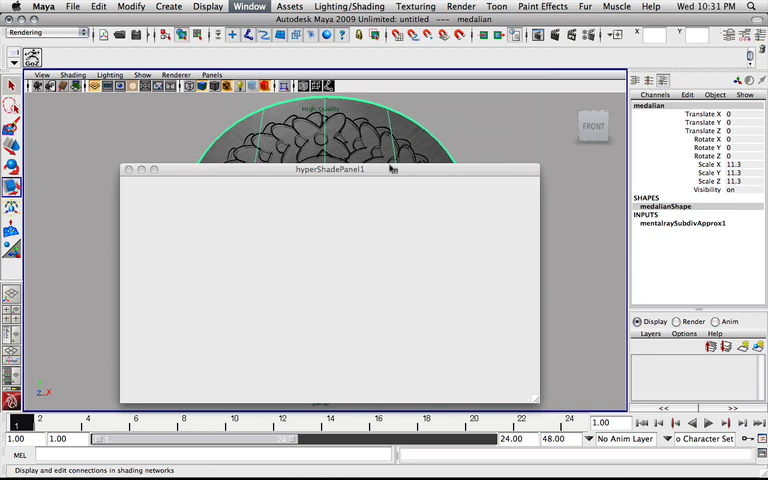 Maya File Edit Modify Create Display Window Assets Lighting/Shading Texturing Render Toon Paint Effects Fur Muscle Help Wed 10:31 PM
Autodesk Maya 2009 Unlimited: untitled --- medalian
Rendering
X
Y
GoZ
View Shading Lighting Show Renderer Panels
High Quality
FRONT
hyperShadePanel1
Channels Edit Object Show
medalian
Translate X 0
Translate Y 0
Translate Z 0
Rotate X 0
Rotate Y 0
Rotate Z 0
Scale X 11.3
Scale Y 11.3
Scale Z 11.3
Visibility on
SHAPES
medalianShape
INPUTS
mentalraySubdivApprox1
Display Render Anim
Layers Options Help
<< >>
Z X
persp
1 2 4 6 8 10 12 14 16 18 20 22 24 1.00
1.00 1.00 24 24.00 48.00 No Anim Layer o Character Set
MEL
Display and edit connections in shading networks